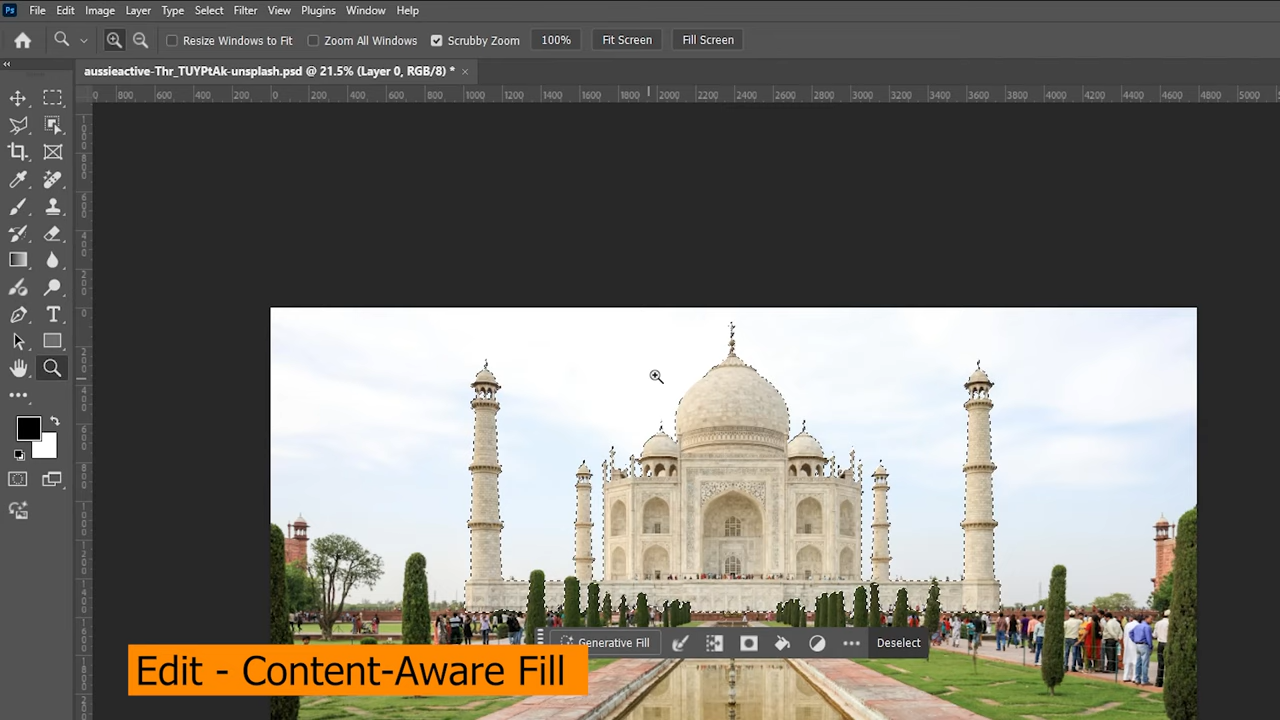 Ps File Edit Image Layer Type Select Filter View Plugins Window Help
Resize Windows to Fit Zoom All Windows Scrubby Zoom 100% Fit Screen Fill Screen
aussieactive-Thr_TUYPtAk-unsplash.psd @ 21.5% (Layer 0, RGB/8) * ×
0 800 600 400 200 0 200 400 600 800 1000 1200 1400 1600 1800 2000 2200 2400 2600 2800 3000 3200 3400 3600 3800 4000 4200 4400 4600 4800 5000
T
Generative Fill Deselect
Edit - Content-Aware Fill